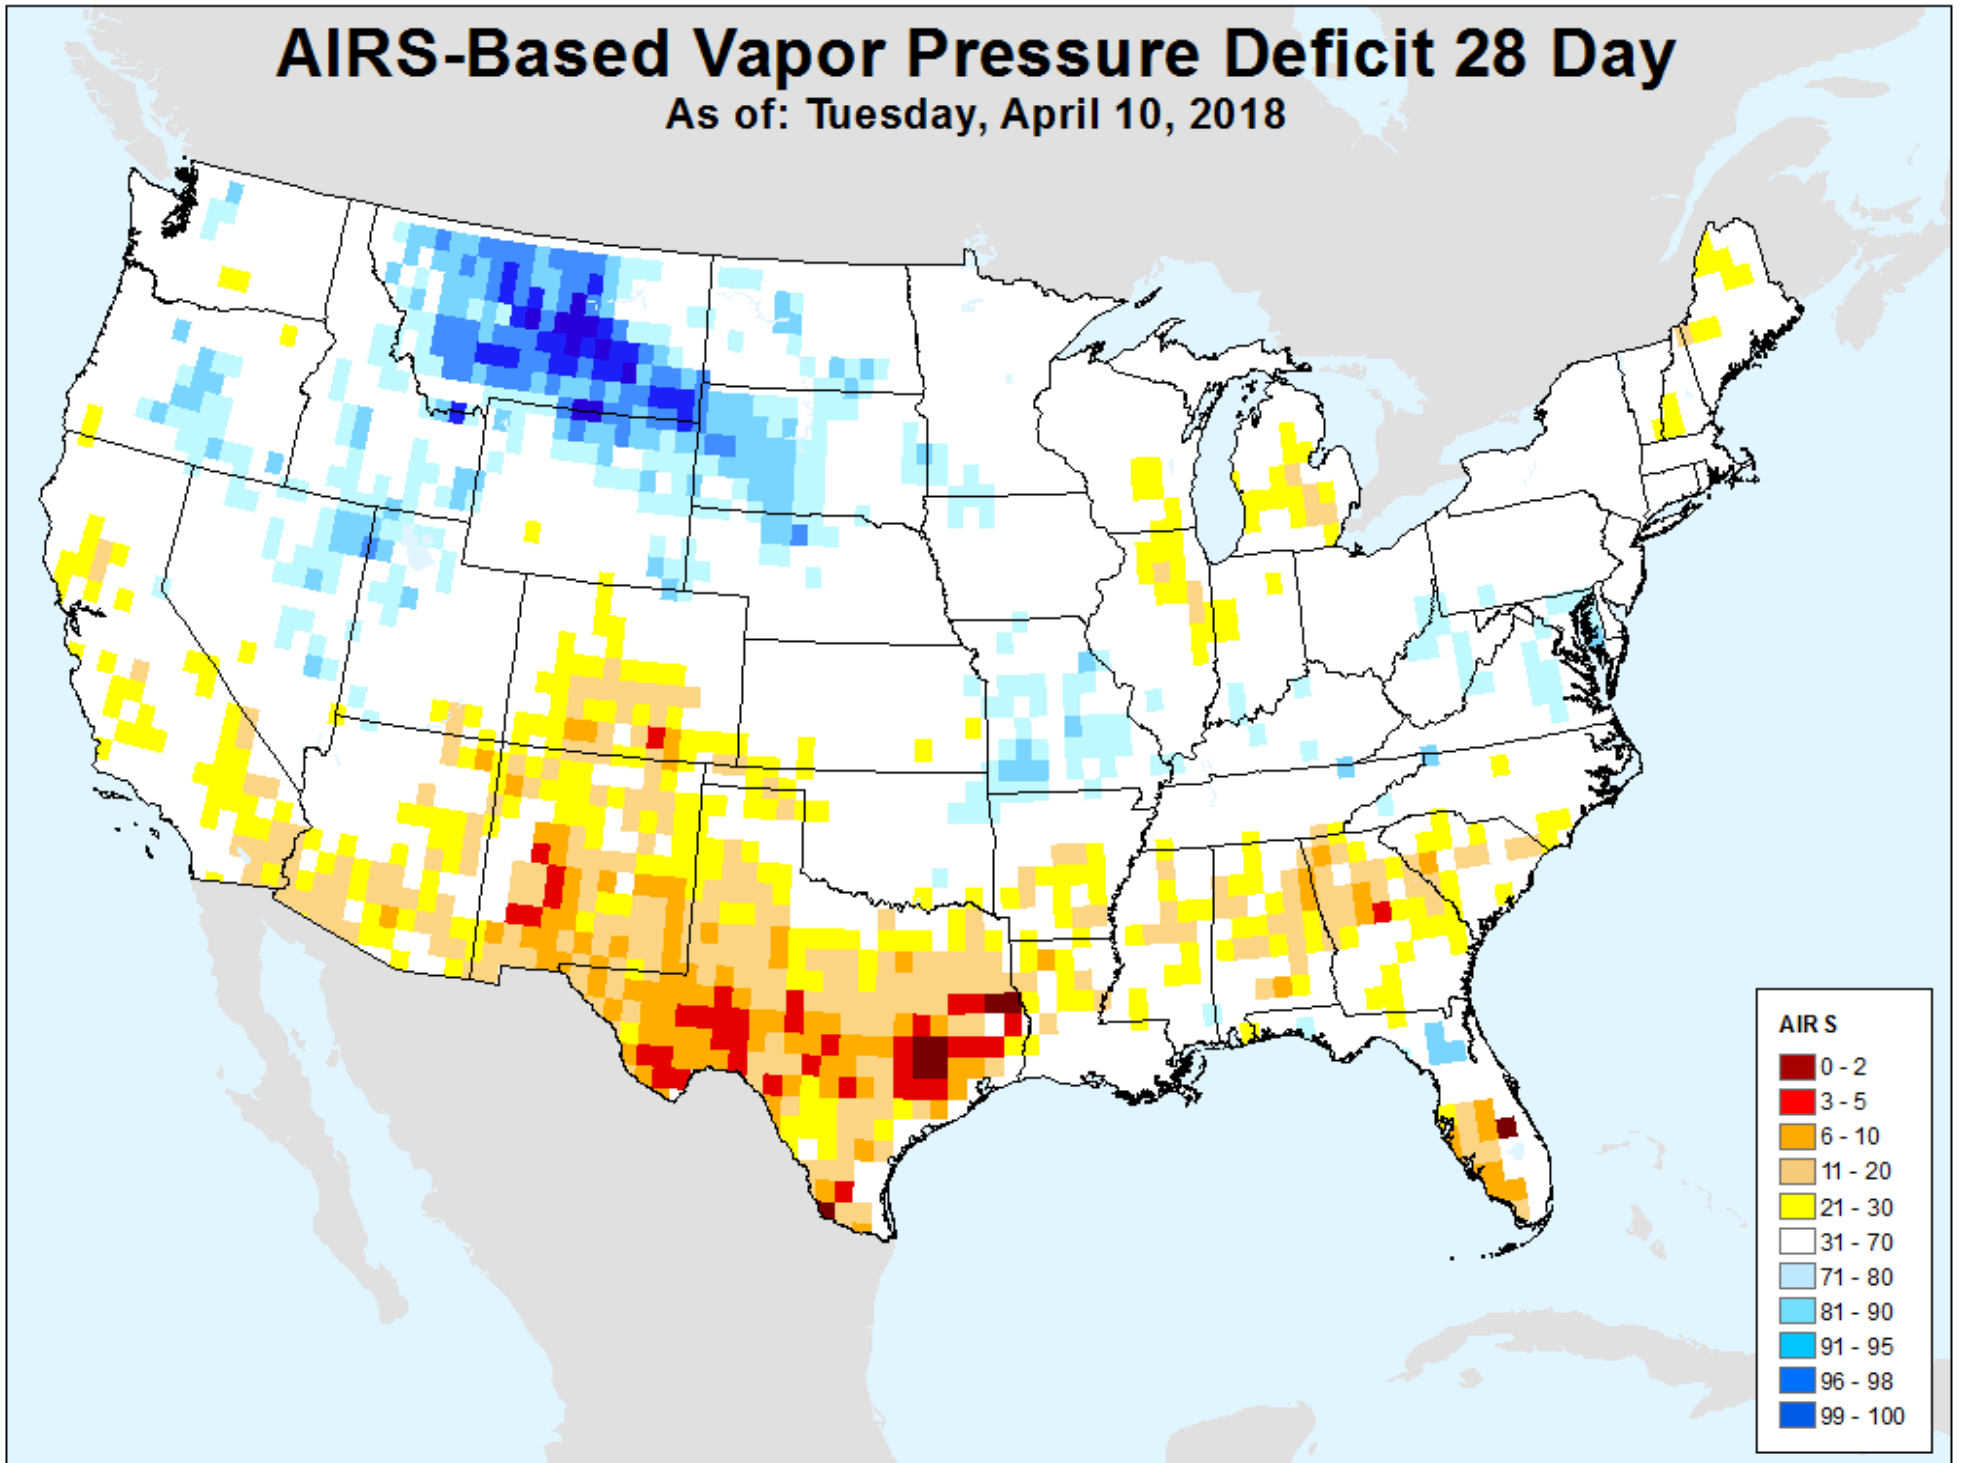 AIRS-Based Vapor Pressure Deficit 28 Day
As of: Tuesday, April 10, 2018
AIRS
0 - 2
3 - 5
6 - 10
11 - 20
21 - 30
31 - 70
71 - 80
81 - 90
91 - 95
96 - 98
99 - 100